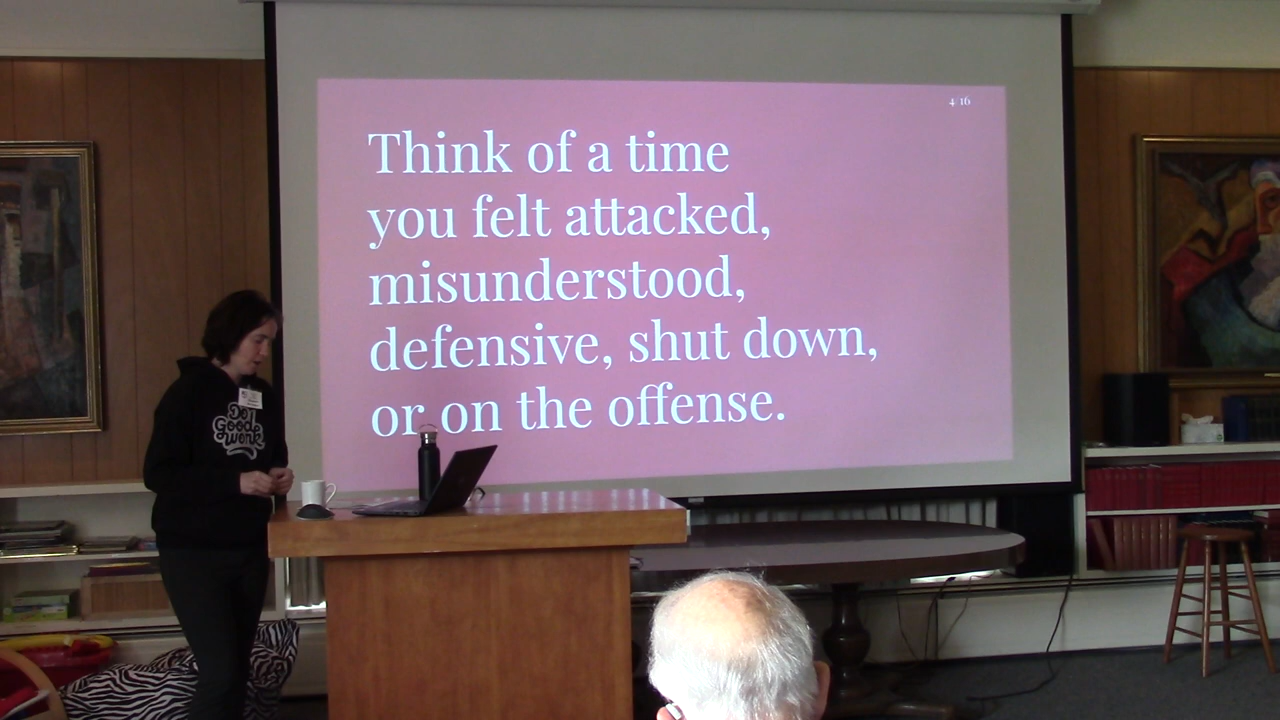 4 16
Think of a time
you felt attacked,
misunderstood,
defensive, shut down,
or on the offense.
Do
Good
work.